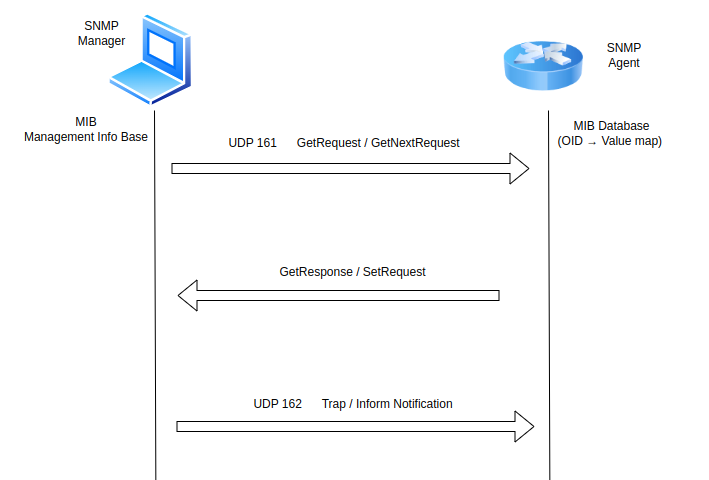 SNMP
Manager
SNMP
Agent
MIB
Management Info Base
MIB Database
(OID → Value map)
UDP 161 GetRequest / GetNextRequest
GetResponse / SetRequest
UDP 162 Trap / Inform Notification